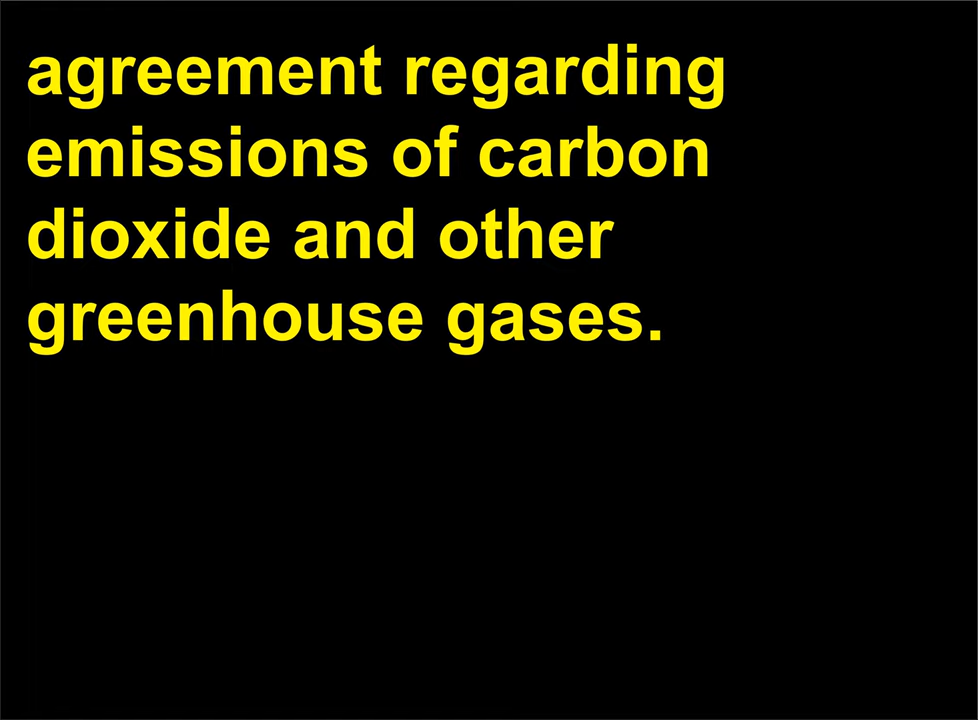 agreement regarding
emissions of carbon
dioxide and other
greenhouse gases.